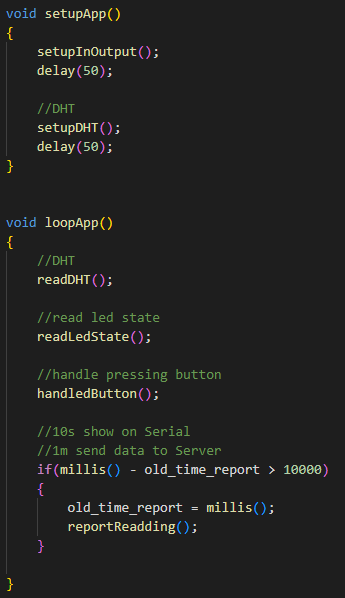 void setupApp()
{
setupInOutput();
delay(50);
//DHT
setupDHT();
delay(50);
}
void loopApp()
{
//DHT
readDHT();
//read led state
readLedState();
//handle pressing button
handledButton();
//10s show on Serial
//1m send data to Server
if(millis() - old_time_report > 10000)
{
old_time_report = millis();
reportReadding();
}
}